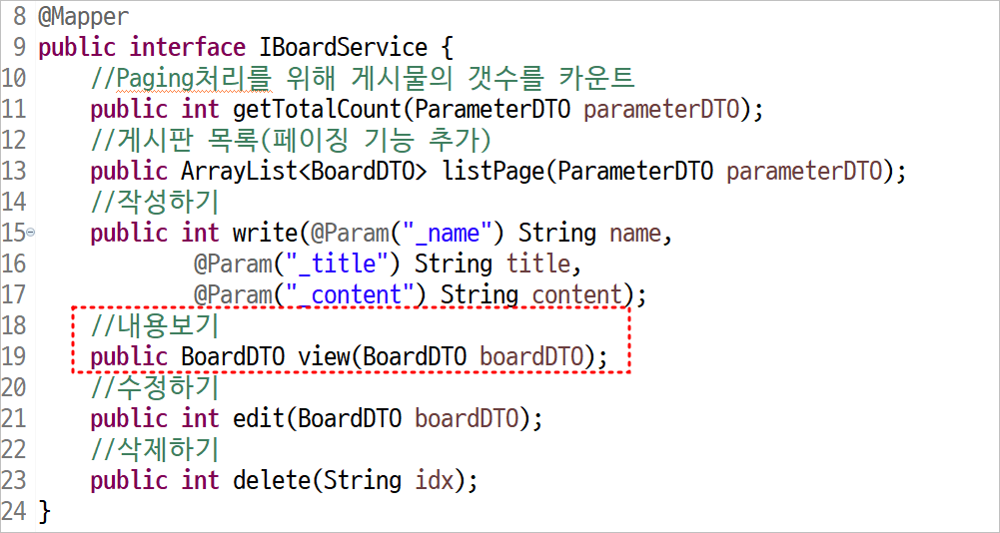 8 @Mapper
9 public interface IBoardService {
10 //Paging처리를 위해 게시물의 갯수를 카운트
11 public int getTotalCount(ParameterDTO parameterDTO);
12 //게시판 목록(페이징 기능 추가)
13 public ArrayList<BoardDTO> listPage(ParameterDTO parameterDTO);
14 //작성하기
15 public int write(@Param("_name") String name,
16 @Param("_title") String title,
17 @Param("_content") String content);
18 //내용보기
19 public BoardDTO view(BoardDTO boardDTO);
20 //수정하기
21 public int edit(BoardDTO boardDTO);
22 //삭제하기
23 public int delete(String idx);
24 }